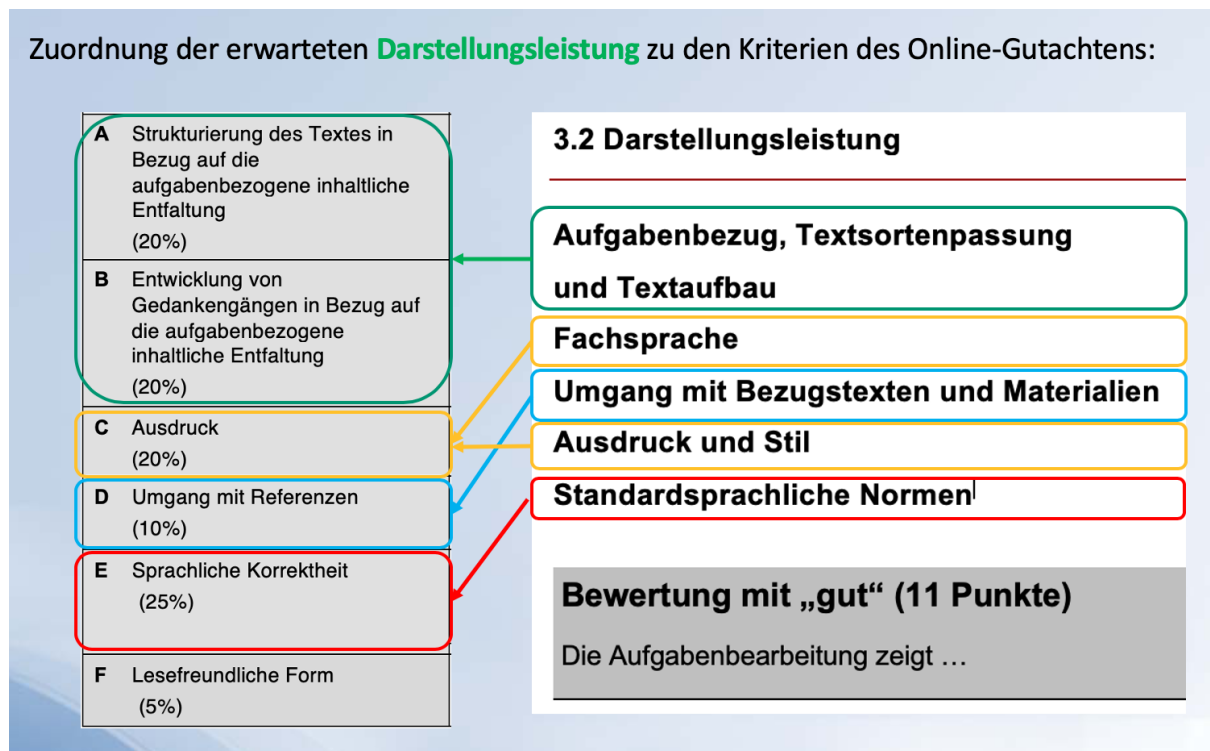 Zuordnung der erwarteten Darstellungsleistung zu den Kriterien des Online-Gutachtens:
A Strukturierung des Textes in
Bezug auf die
aufgabenbezogene inhaltliche
Entfaltung
(20%)
B Entwicklung von
Gedankengängen in Bezug auf
die aufgabenbezogene
inhaltliche Entfaltung
(20%)
C Ausdruck
(20%)
D Umgang mit Referenzen
(10%)
E Sprachliche Korrektheit
(25%)
F Lesefreundliche Form
(5%)
3.2 Darstellungsleistung
Aufgabenbezug, Textsortenpassung
und Textaufbau
Fachsprache
Umgang mit Bezugstexten und Materialien
Ausdruck und Stil
Standardsprachliche Normen
Bewertung mit „gut“ (11 Punkte)
Die Aufgabenbearbeitung zeigt …